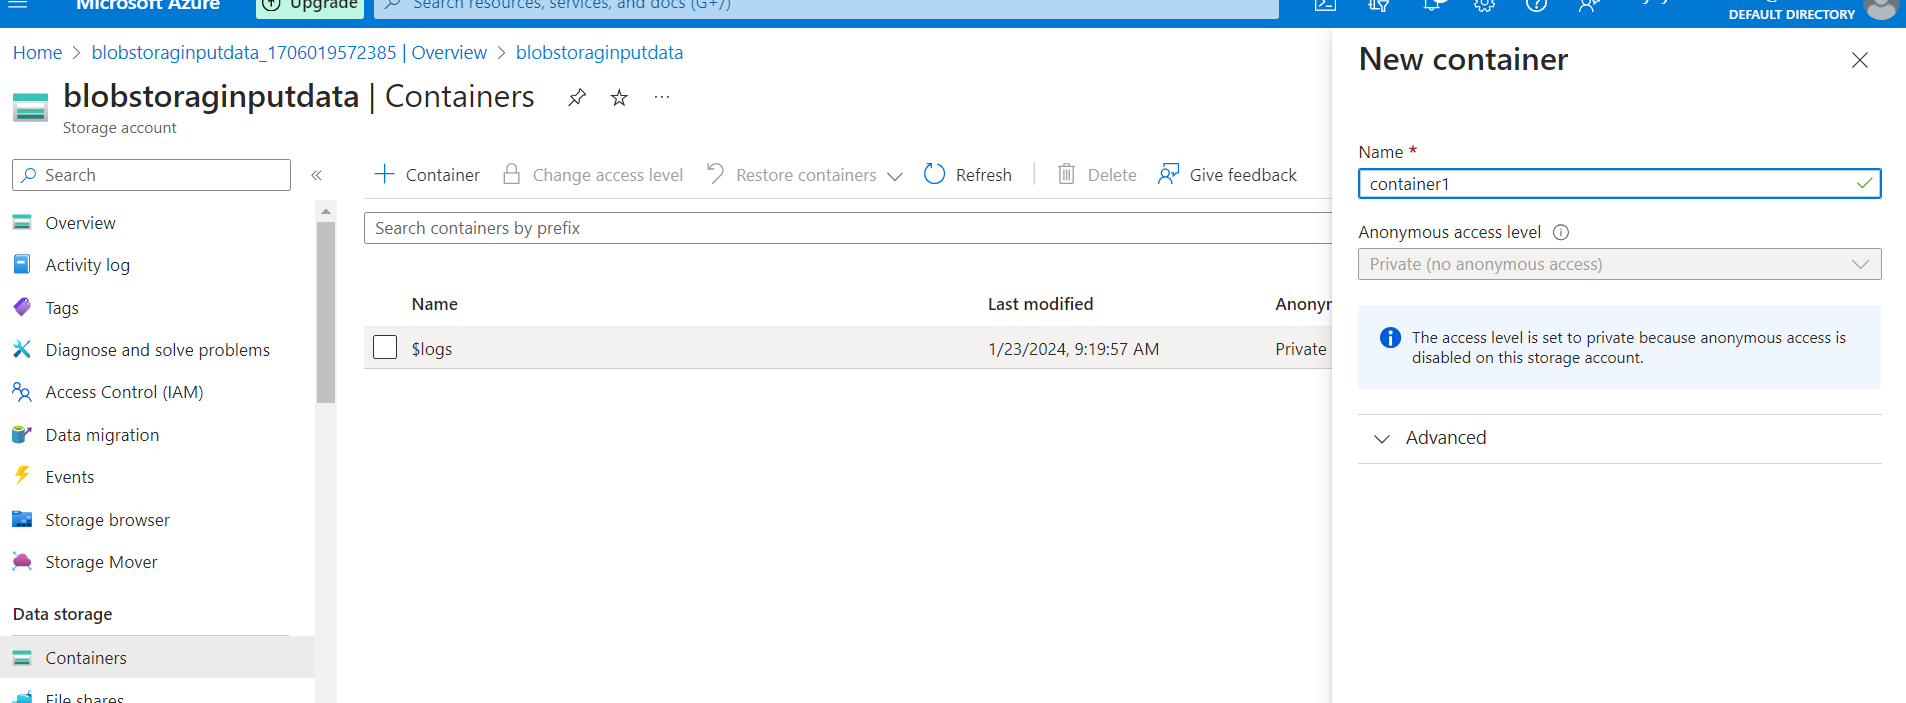 Microsoft Azure
Upgrade
Search resources, services, and docs (G+/)
DEFAULT DIRECTORY
Home > blobstoraginputdata_1706019572385 | Overview > blobstoraginputdata
blobstoraginputdata | Containers
...
Storage account
Search
«
Overview
Activity log
Tags
Diagnose and solve problems
Access Control (IAM)
Data migration
Events
Storage browser
Storage Mover
Data storage
Containers
File shares
+ Container
Change access level
Restore containers
Refresh
Delete
Give feedback
Search containers by prefix
Name
Last modified
Anonyr
$logs
1/23/2024, 9:19:57 AM
Private
New container
Name *
container1
Anonymous access level
Private (no anonymous access)
The access level is set to private because anonymous access is
disabled on this storage account.
Advanced